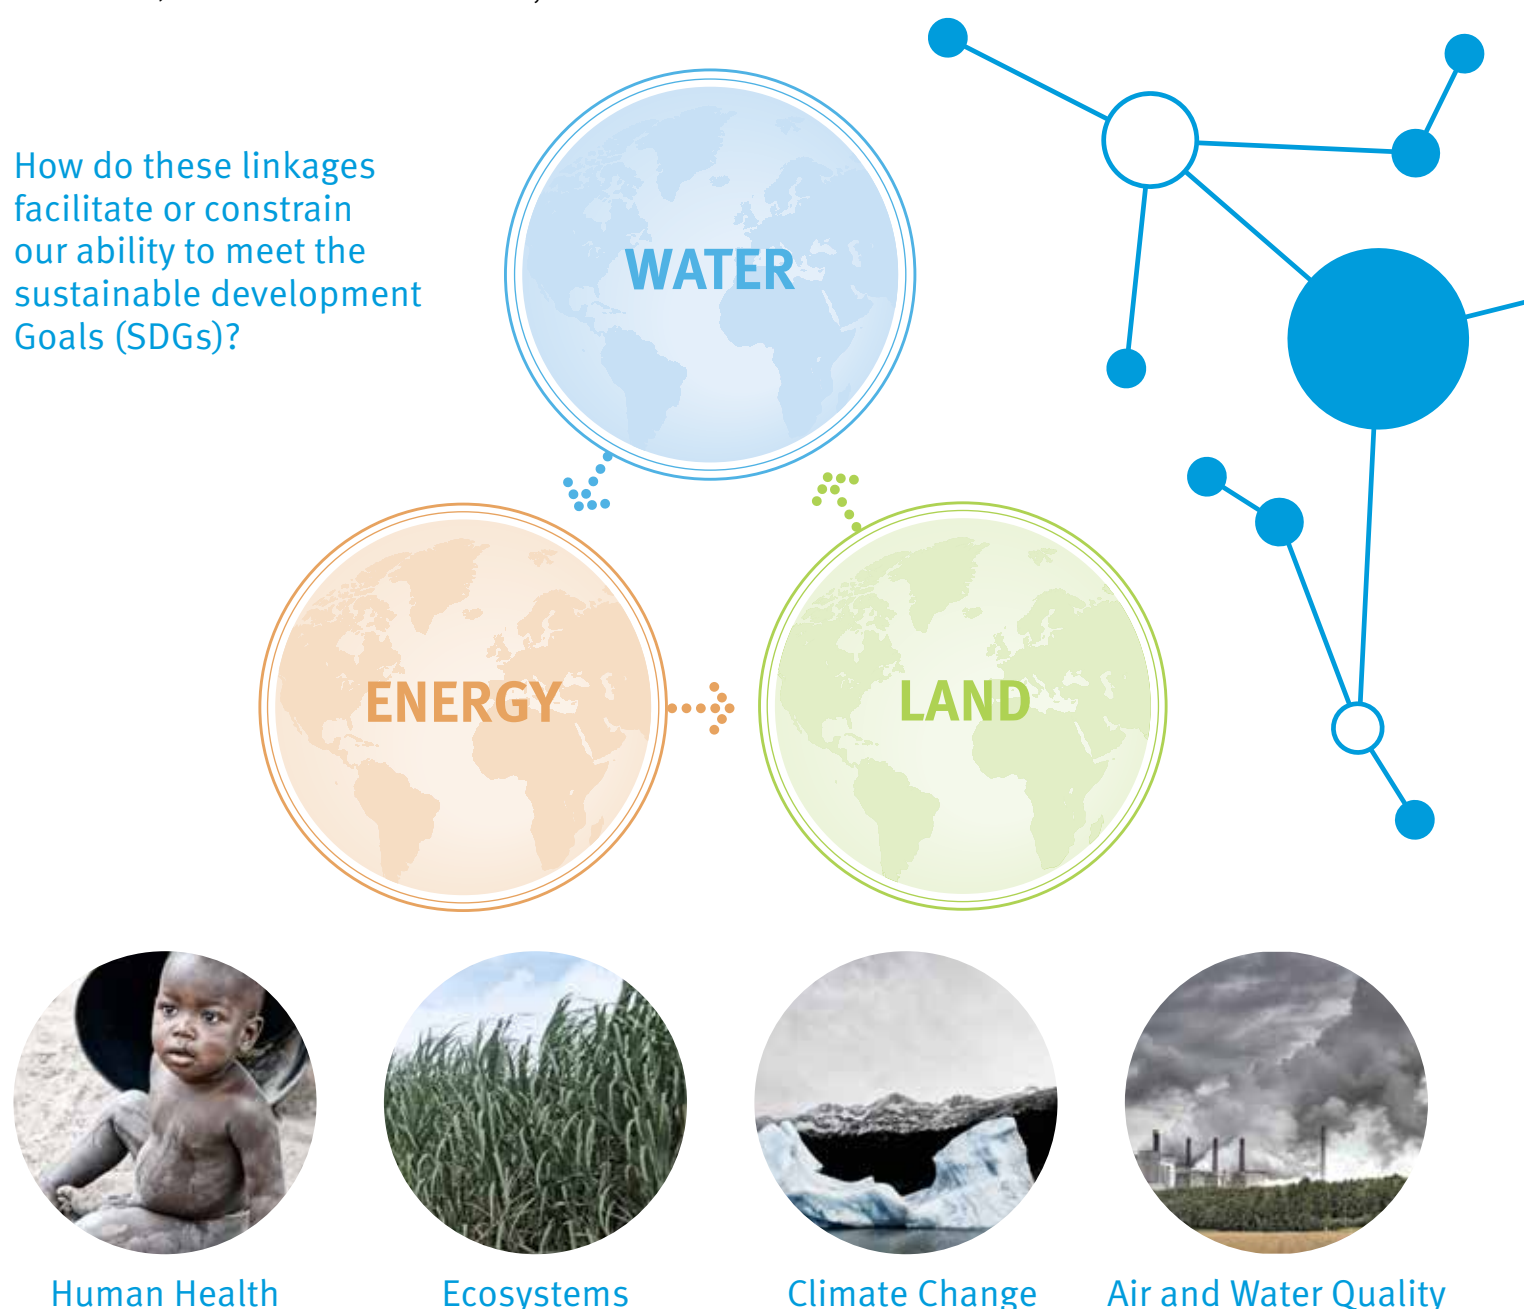 How do these linkages
facilitate or constrain
our ability to meet the
sustainable development
Goals (SDGs)?
WATER
ENERGY
LAND
Human Health
Ecosystems
Climate Change
Air and Water Quality